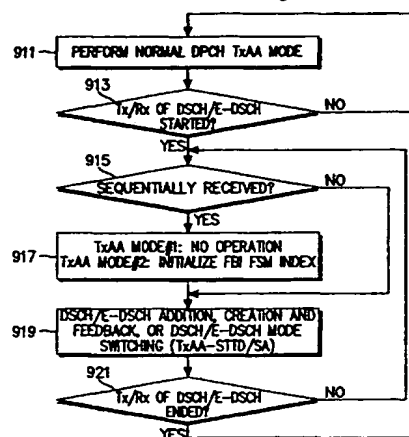 911
PERFORM NORMAL DPCH TxAA MODE
913
Tx/Rx OF DSCH/E-DSCH
STARTED?
NO
YES
915
SEQUENTIALLY RECEIVED?
NO
YES
917
TxAA MODE#1: NO OPERATION
TxAA MODE#2: INITIALIZE FBI FSM INDEX
919
DSCH/E-DSCH ADDITION, CREATION AND
FEEDBACK, OR DSCH/E-DSCH MODE
SWITCHING (TxAA-STTD/SA)
921
Tx/Rx OF DSCH/E-DSCH
ENDED?
NO
YES